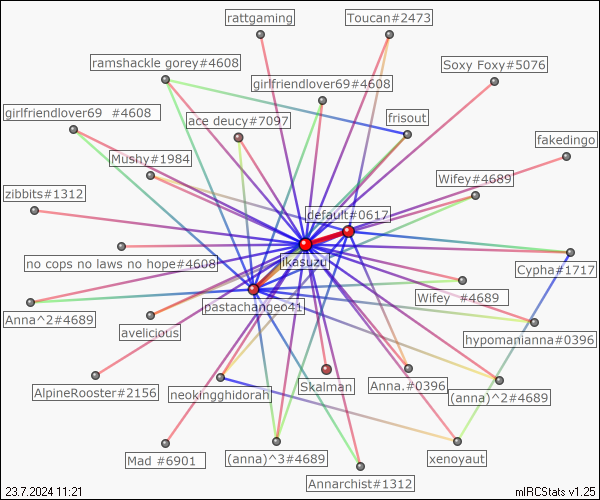 rattgaming
Toucan#2473
ramshackle gorey#4608
Soxy Foxy#5076
girlfriendlover69#4608
girlfriendlover69  #4608
ace deucy#7097
frisout
fakedingo
Mushy#1984
Wifey#4689
zibbits#1312
default#0617
no cops no laws no hope#4608
ikasuzu
Cypha#1717
Wifey  #4689
pastachangeo41
Anna^2#4689
avelicious
hypomanianna#0396
AlpineRooster#2156
neokingghidorah
Skalman
Anna.#0396
(anna)^2#4689
Mad #6901
(anna)^3#4689
xenoyaut
Annarchist#1312
23.7.2024 11:21
mIRCStats v1.25